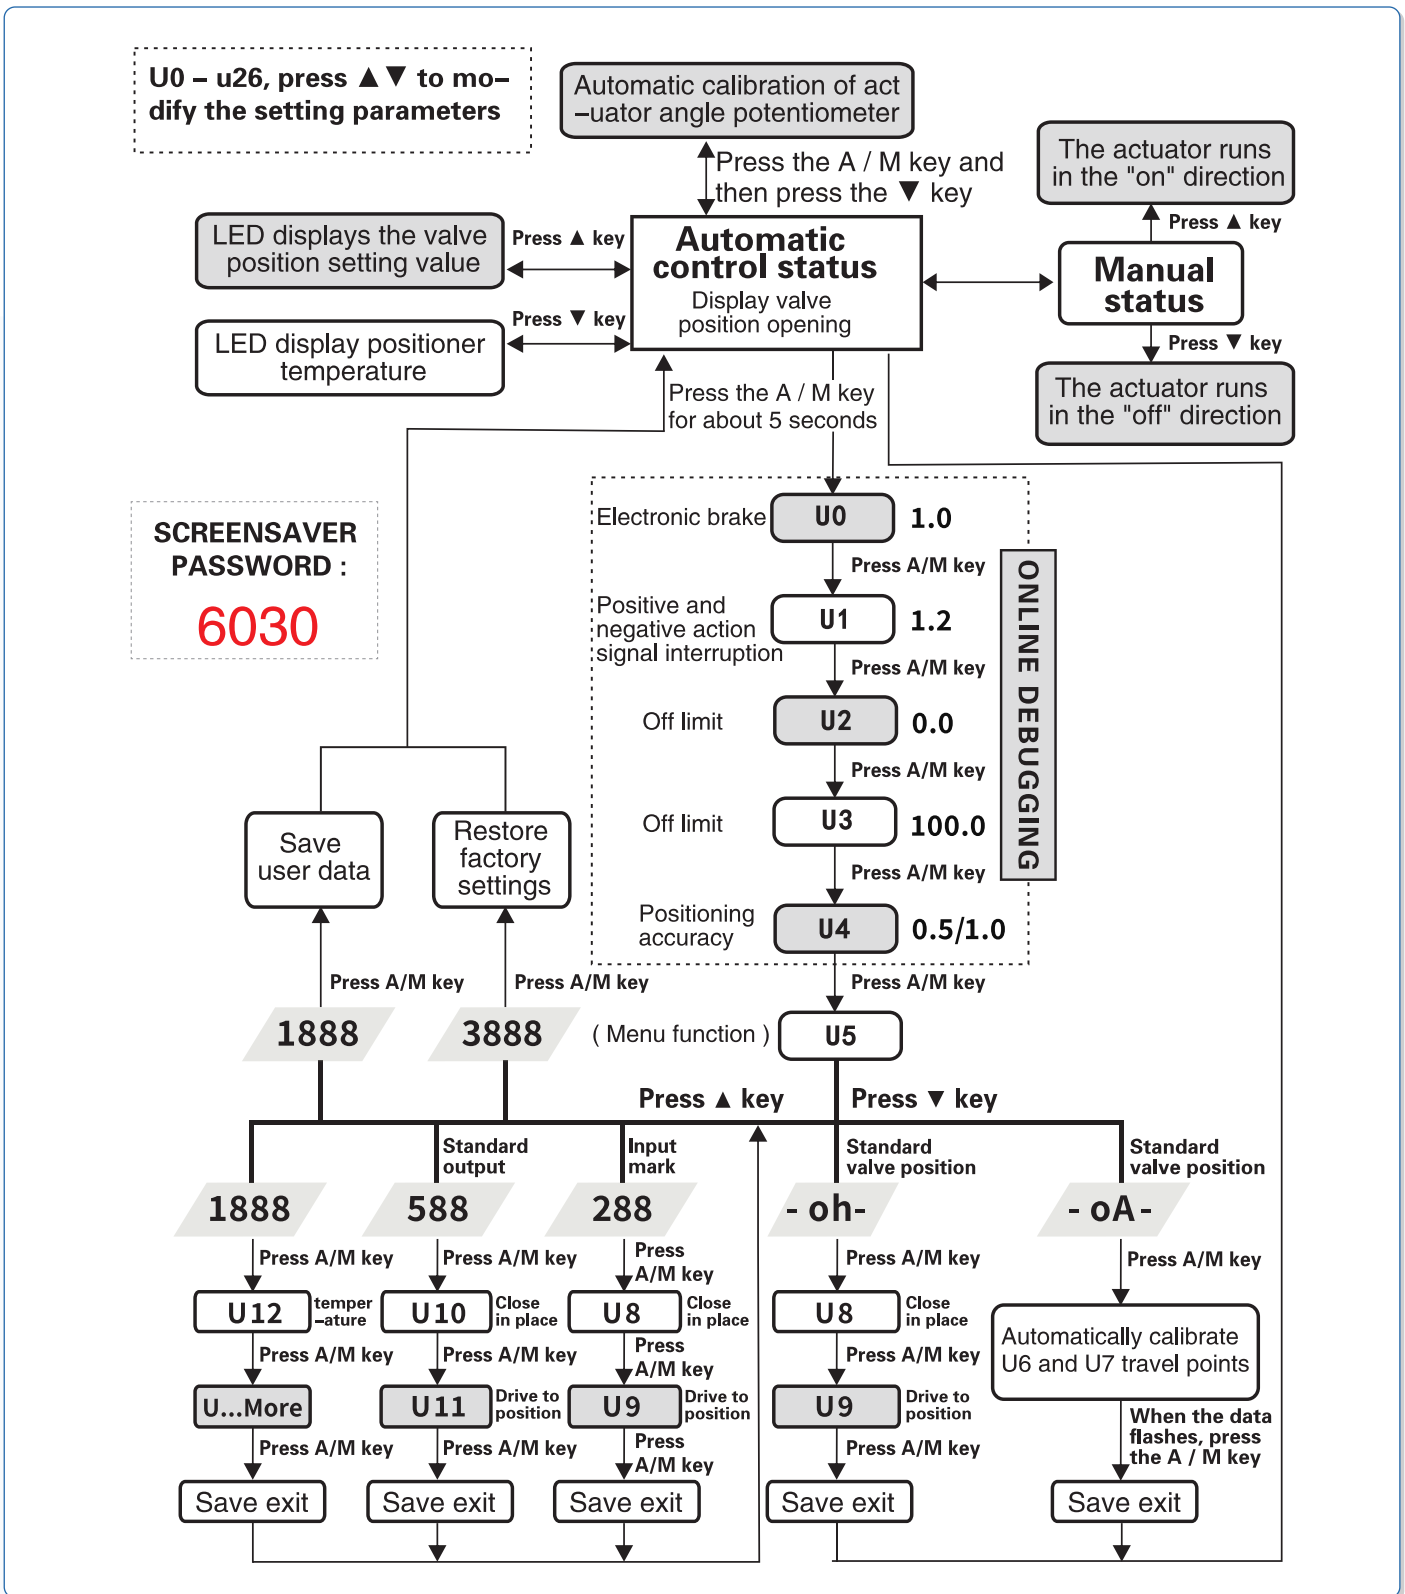 U0 – u26, press ▲▼ to mo–
dify the setting parameters
Automatic calibration of act
–uator angle potentiometer
Press the A / M key and
then press the ▼ key
The actuator runs
in the "on" direction
Press ▲ key
LED displays the valve
position setting value
Press ▲ key
Automatic
control status
Display valve
position opening
Manual
status
Press ▼ key
LED display positioner
temperature
Press ▼ key
The actuator runs
in the "off" direction
Press the A / M key
for about 5 seconds
SCREENSAVER
PASSWORD :
6030
Electronic brake
U0
1.0
Press A/M key
Positive and
negative action
signal interruption
U1
1.2
Press A/M key
Off limit
U2
0.0
Press A/M key
Off limit
U3
100.0
Press A/M key
Positioning
accuracy
U4
0.5/1.0
ONLINE DEBUGGING
Press A/M key
Save
user data
Restore
factory
settings
Press A/M key
Press A/M key
1888
3888
( Menu function )
U5
Press ▲ key
Press ▼ key
Standard
output
Input
mark
Standard
valve position
Standard
valve position
1888
588
288
- oh-
- oA-
Press A/M key
Press A/M key
Press
A/M key
Press A/M key
Press A/M key
U12
temper
–ature
U10
Close
in place
U8
Close
in place
U8
Close
in place
Automatically calibrate
U6 and U7 travel points
Press A/M key
Press A/M key
Press
A/M key
Press A/M key
U...More
U11
Drive to
position
U9
Drive to
position
U9
Drive to
position
Press A/M key
Press A/M key
Press
A/M key
Press A/M key
When the data
flashes, press
the A / M key
Save exit
Save exit
Save exit
Save exit
Save exit